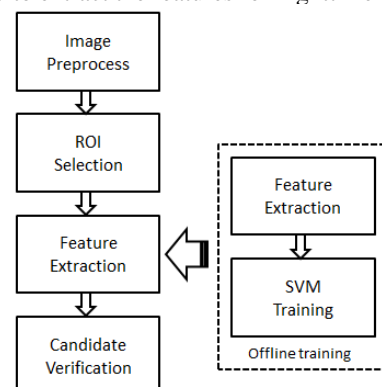 Image
Preprocess
ROI
Selection
Feature
Extraction
Candidate
Verification
Feature
Extraction
SVM
Training
Offline training